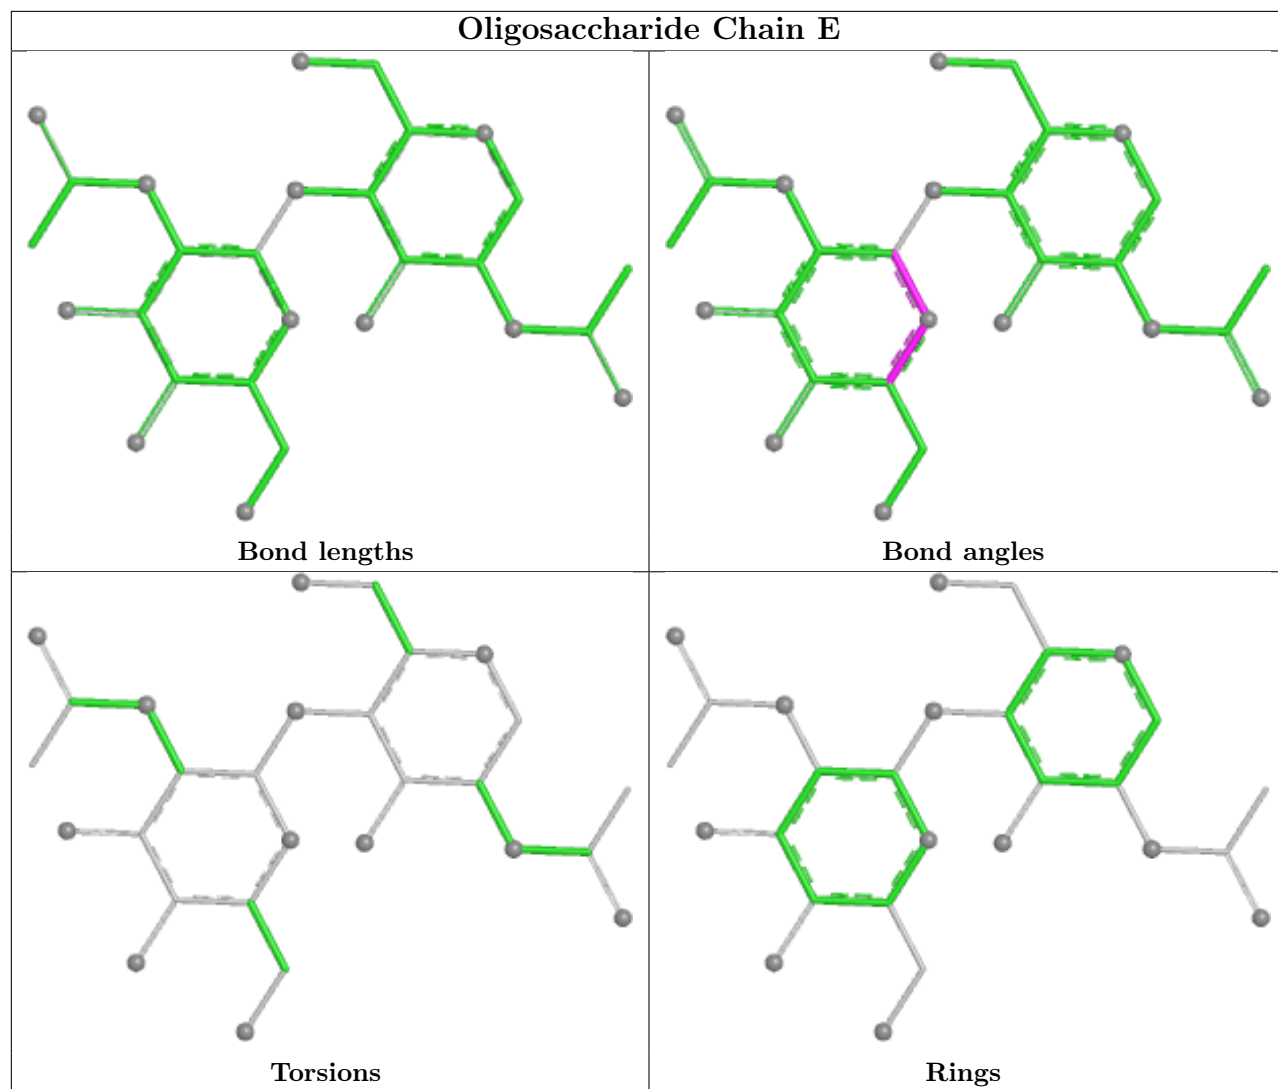 Oligosaccharide Chain E
Bond lengths
Bond angles
Torsions
Rings